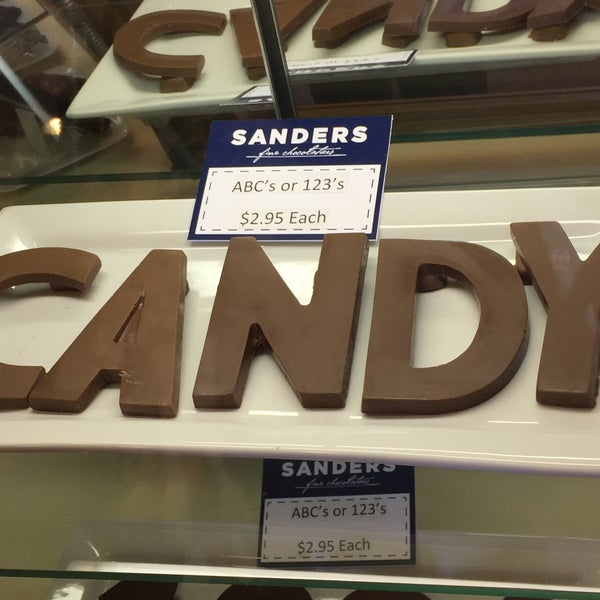 SANDERS
fine chocolatiers
ABC's or 123's
$2.95 Each
CANDY
SANDERS
fine chocolatiers
ABC's or 123's
$2.95 Each